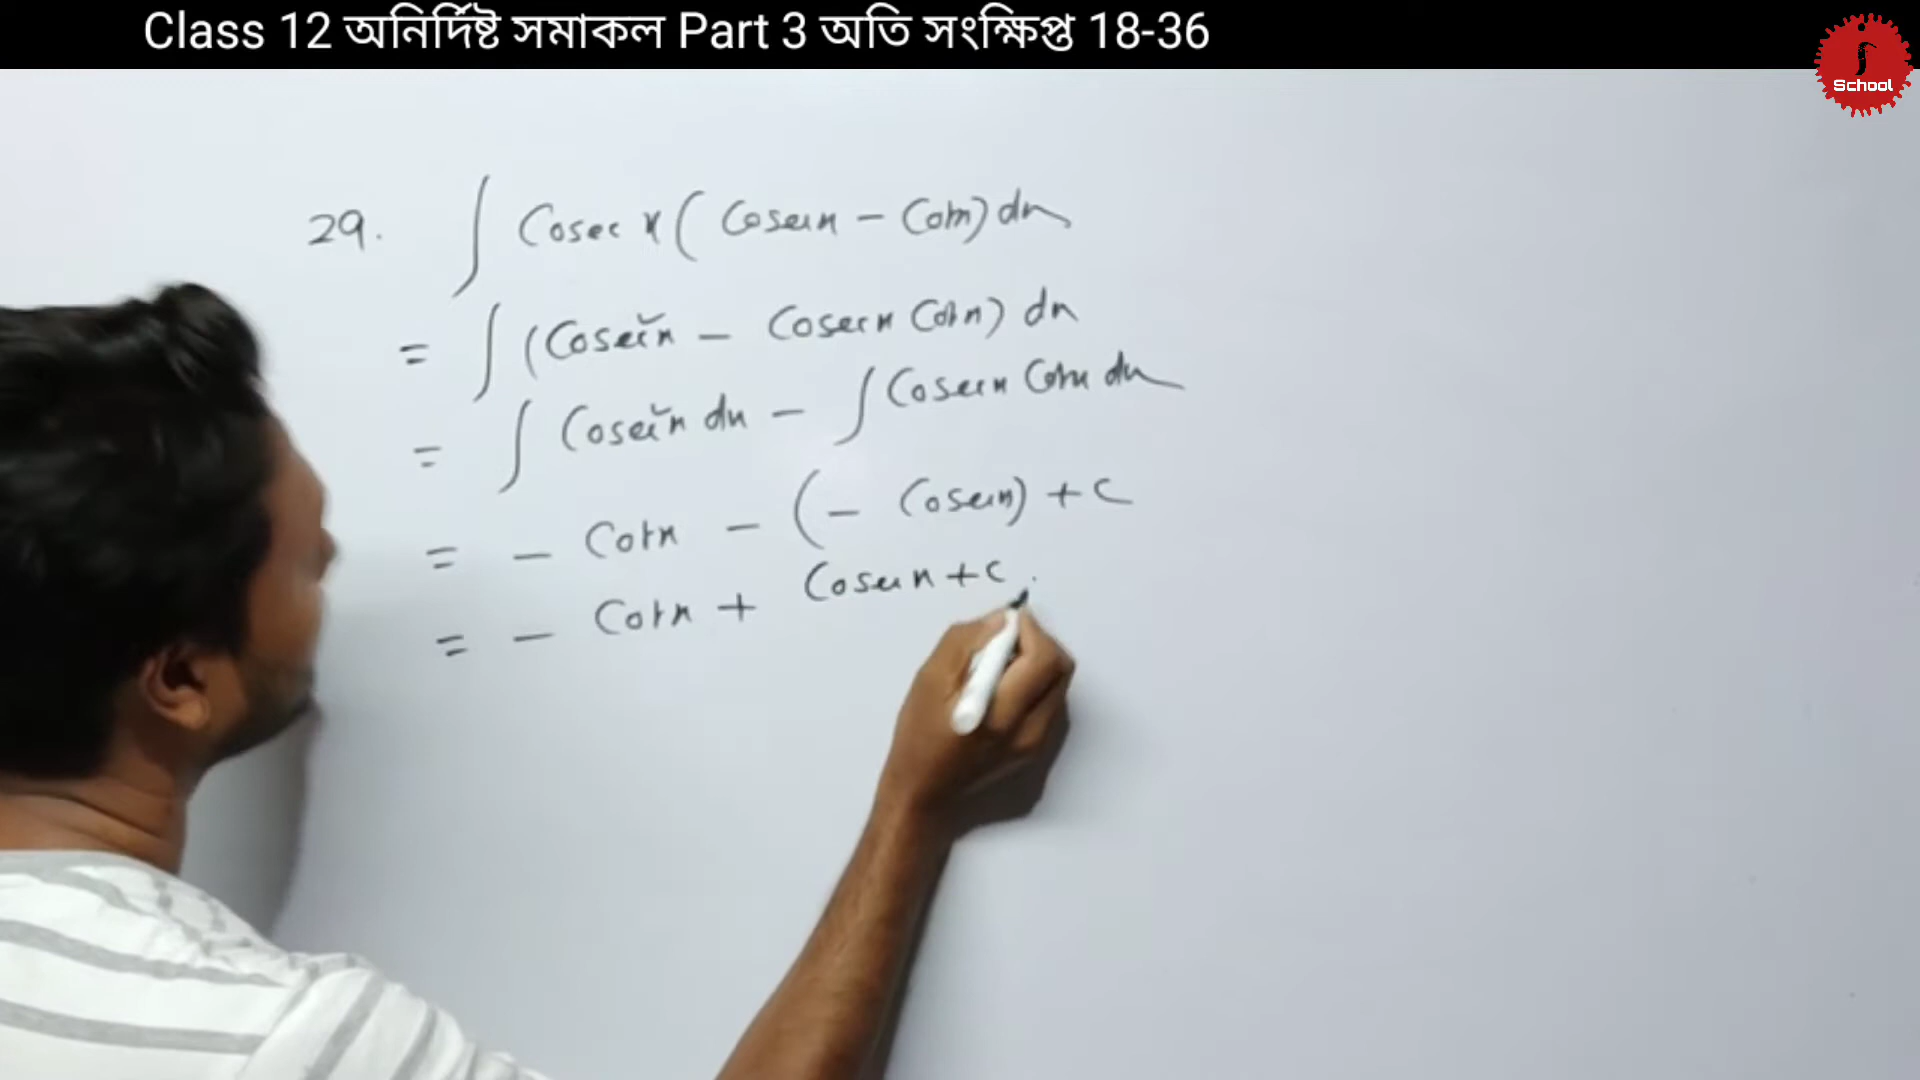 Class 12 অনির্দিষ্ট সমাকল Part 3 অতি সংক্ষিপ্ত 18-36
∫ School
29. ∫ Cosec x (Cosecx - Cotx) dx
= ∫ (Cosec²x - Cosecx Cotx) dx
= ∫ Cosec²x dx - ∫ Cosecx Cotx dx
= - Cotx - (- Cosecx) + C
= - Cotx + Cosecx + C.